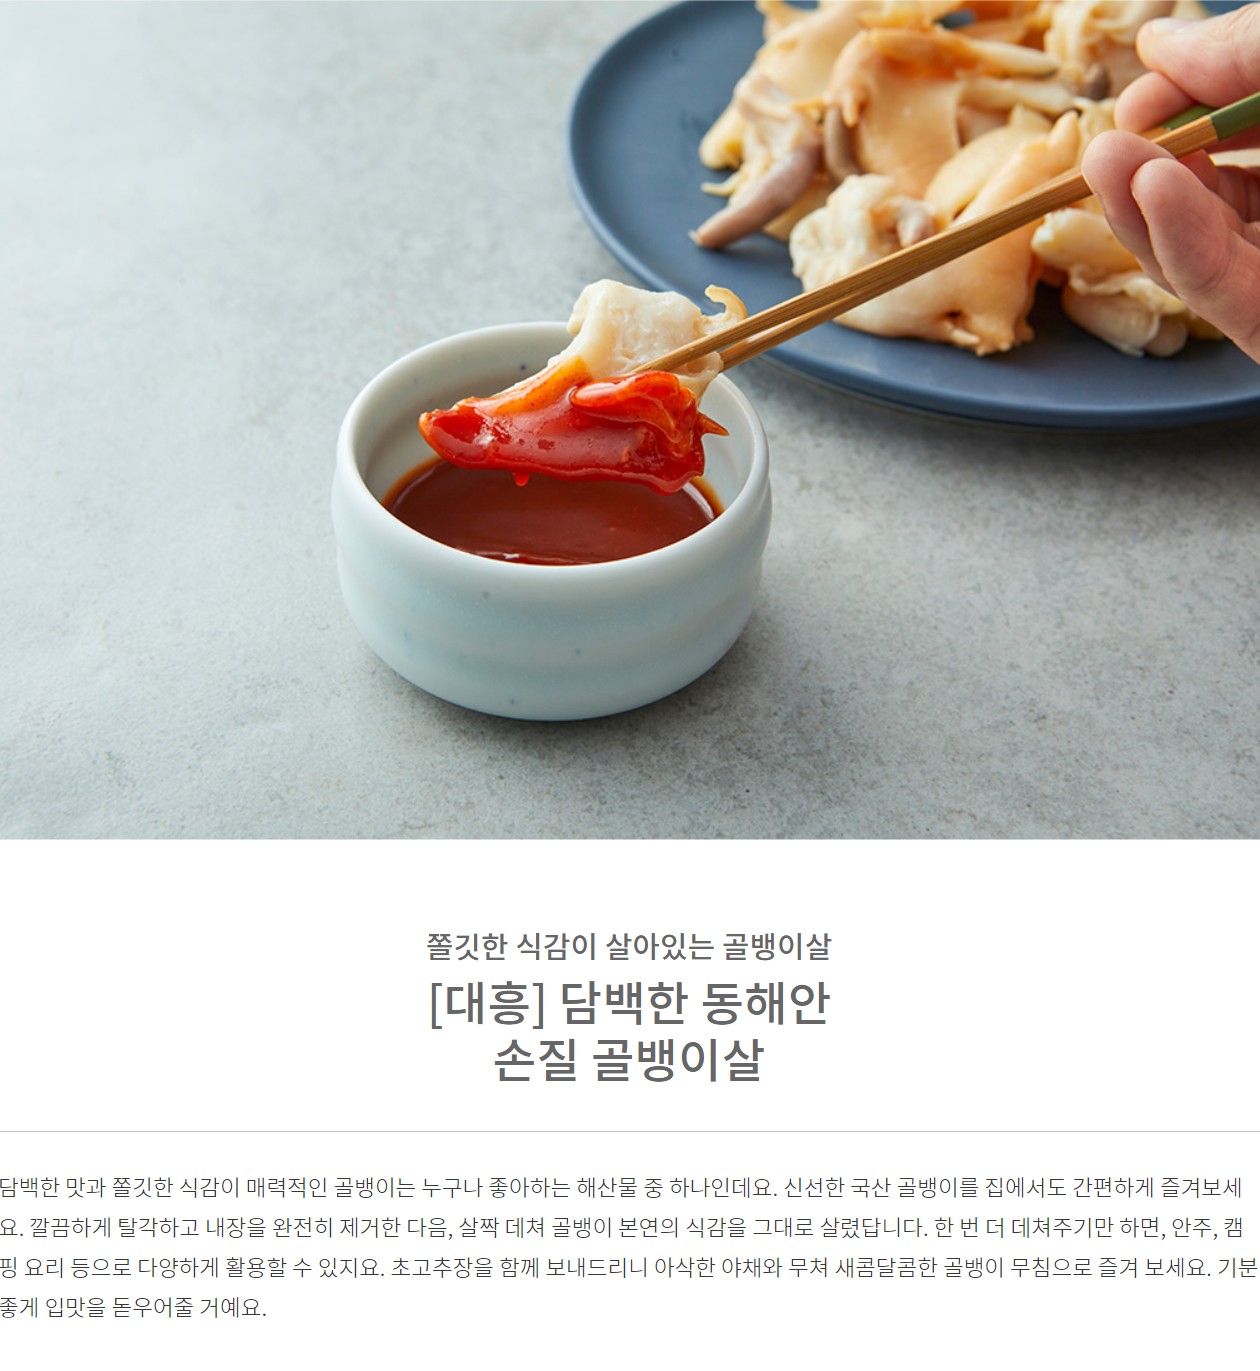 쫄깃한 식감이 살아있는 골뱅이살
[대흥] 담백한 동해안
손질 골뱅이살
담백한 맛과 쫄깃한 식감이 매력적인 골뱅이는 누구나 좋아하는 해산물 중 하나인데요. 신선한 국산 골뱅이를 집에서도 간편하게 즐겨보세
요. 깔끔하게 탈각하고 내장을 완전히 제거한 다음, 살짝 데쳐 골뱅이 본연의 식감을 그대로 살렸답니다. 한 번 더 데쳐주기만 하면, 안주, 캠
핑 요리 등으로 다양하게 활용할 수 있지요. 초고추장을 함께 보내드리니 아삭한 야채와 무쳐 새콤달콤한 골뱅이 무침으로 즐겨 보세요. 기분
좋게 입맛을 돋우어줄 거예요.